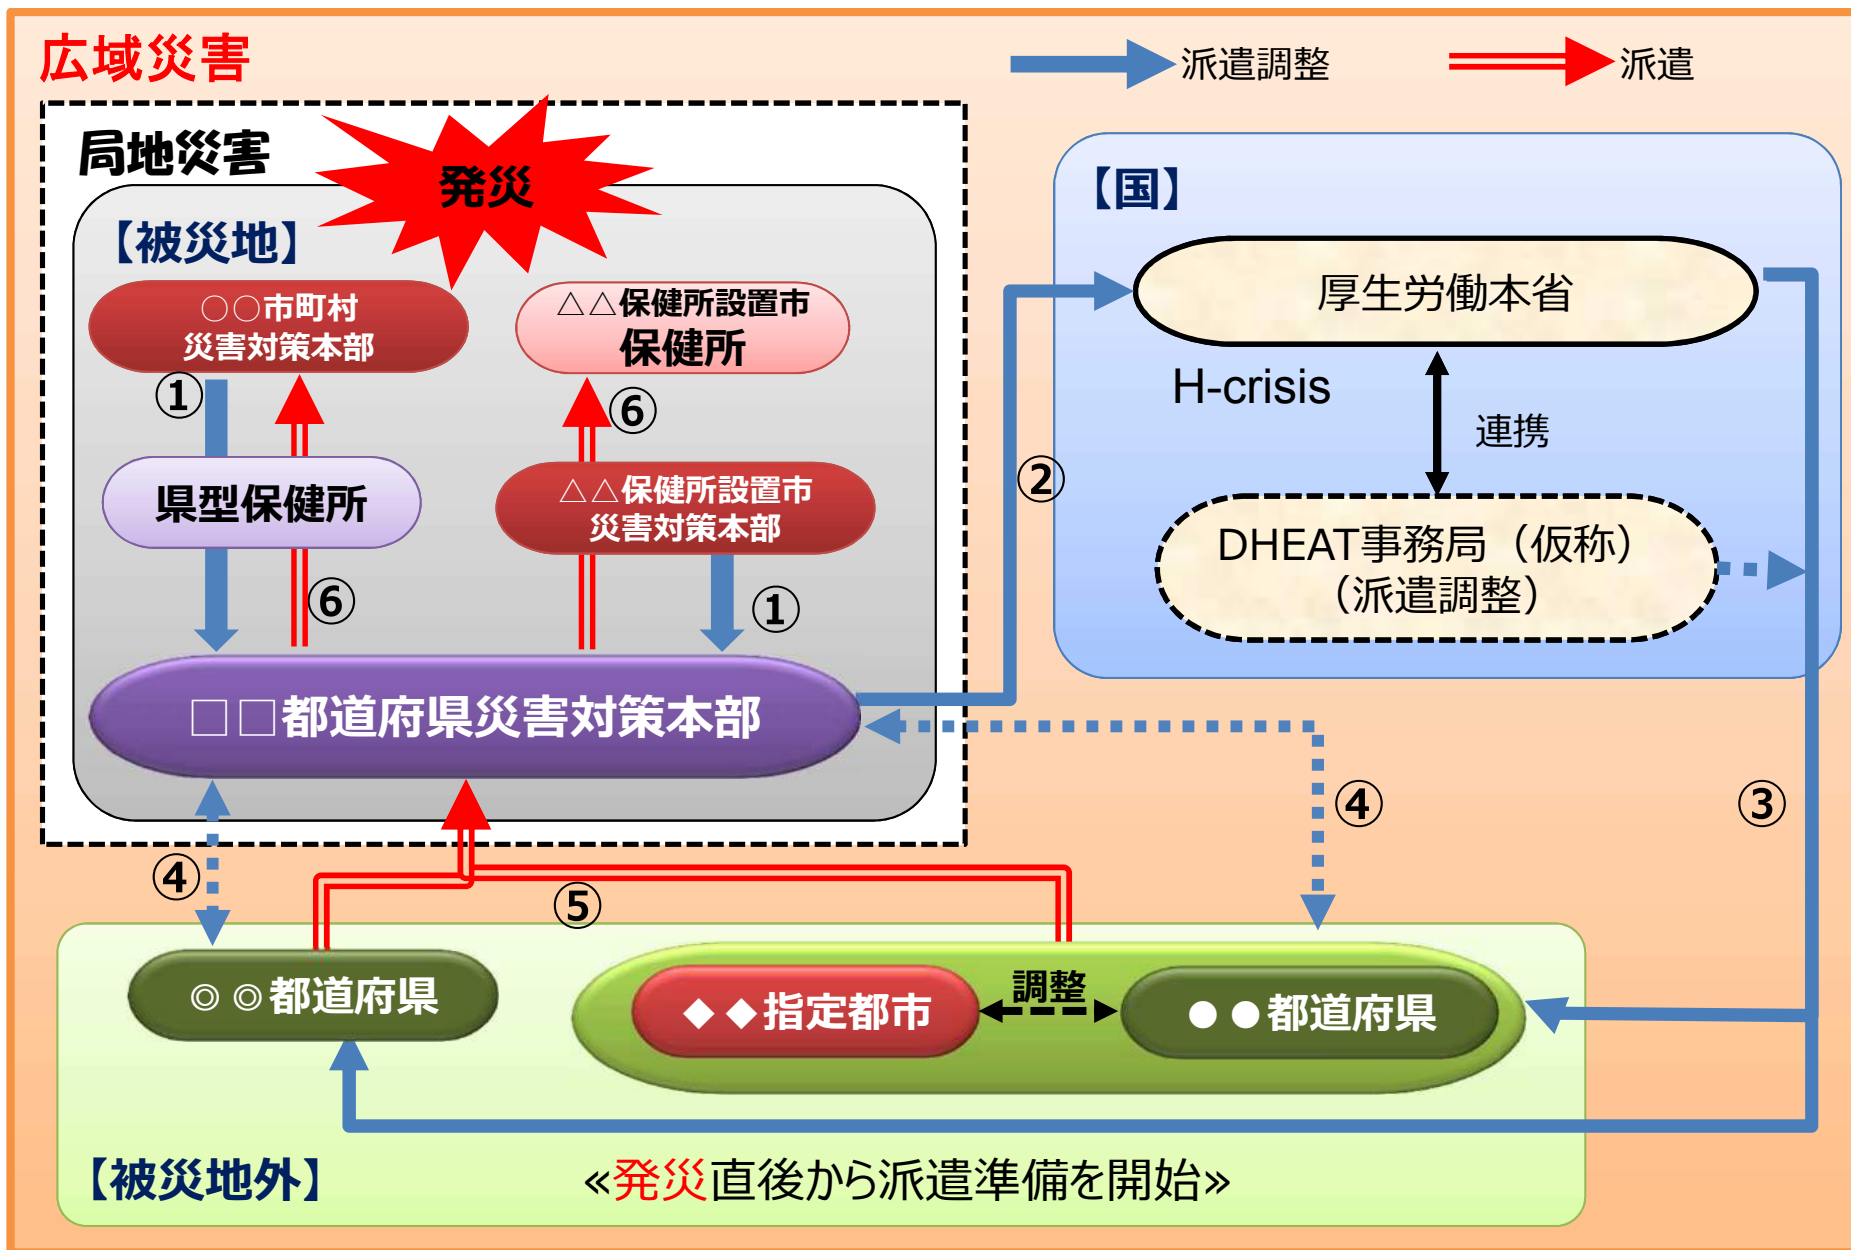 広域災害
派遣調整
派遣
局地災害
発災
【被災地】
○○市町村
災害対策本部
△△保健所設置市
保健所
①
⑥
県型保健所
△△保健所設置市
災害対策本部
⑥
①
□□都道府県災害対策本部
【国】
厚生労働本省
H-crisis
連携
②
DHEAT事務局（仮称）
（派遣調整）
③
④
④
⑤
◎◎都道府県
◆◆指定都市
調整
●●都道府県
【被災地外】
≪発災直後から派遣準備を開始≫